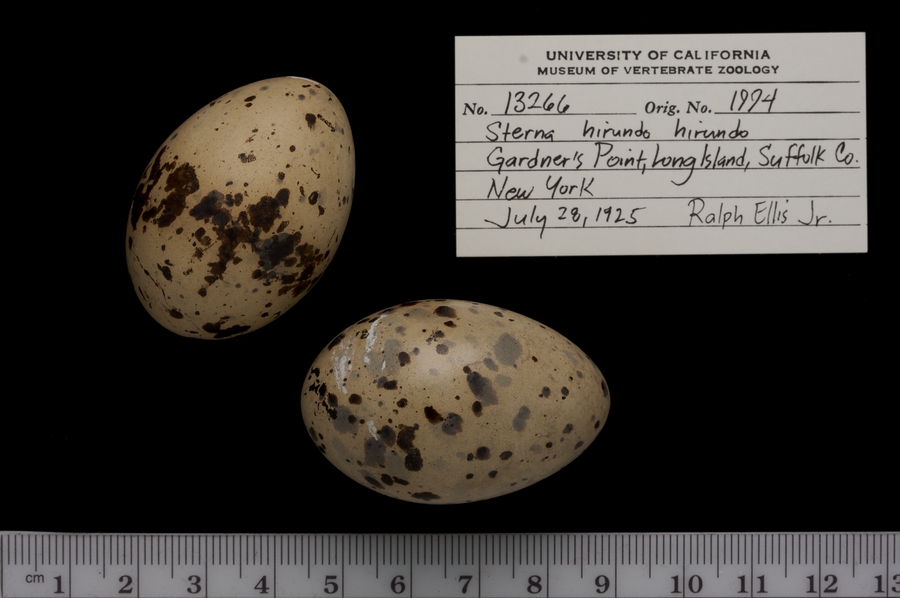 UNIVERSITY OF CALIFORNIA
MUSEUM OF VERTEBRATE ZOOLOGY
No. 13266 Orig. No. 1994
Sterna hirundo hirundo
Gardner's Point, Long Island, Suffolk Co.
New York
July 28, 1925 Ralph Ellis Jr.
cm 1 2 3 4 5 6 7 8 9 10 11 12 13